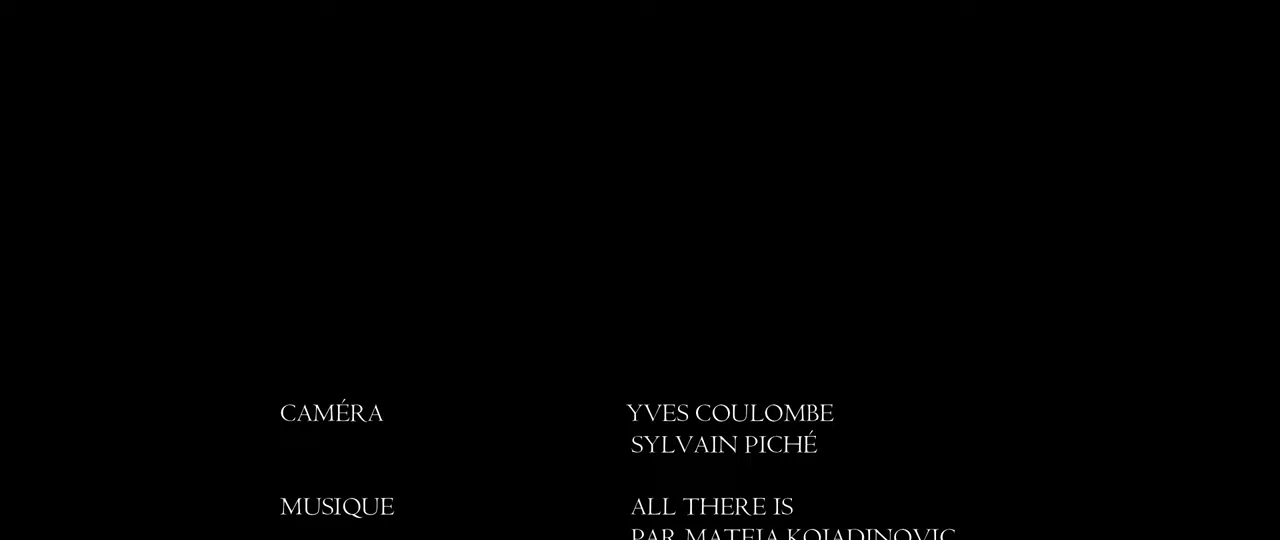 CAMÉRA YVES COULOMBE
SYLVAIN PICHÉ
MUSIQUE ALL THERE IS
PAR MATEJA KOJADINOVIC